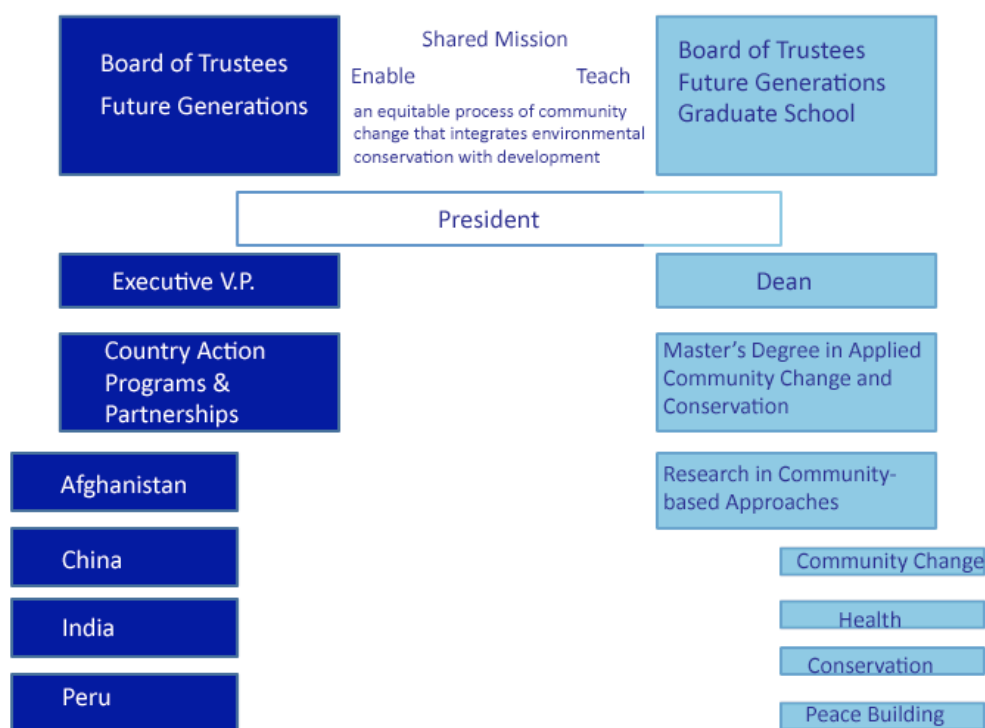 Board of Trustees
Future Generations
Shared Mission
Enable Teach
an equitable process of community
change that integrates environmental
conservation with development
Board of Trustees
Future Generations
Graduate School
President
Executive V.P.
Dean
Country Action
Programs &
Partnerships
Master’s Degree in Applied
Community Change and
Conservation
Afghanistan
Research in Community-
based Approaches
China
Community Change
India
Health
Conservation
Peru
Peace Building